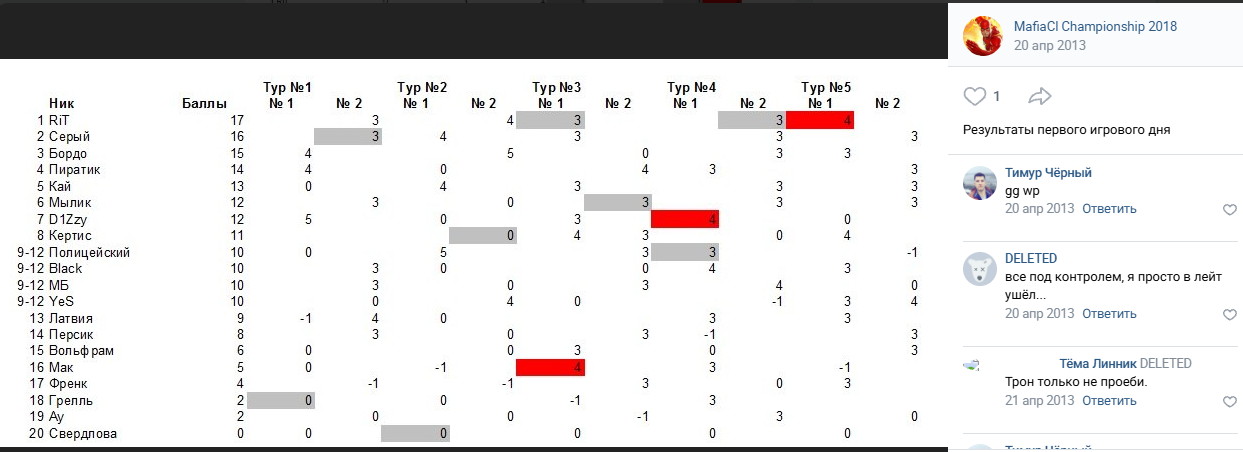 Тур №1 Тур №2 Тур №3 Тур №4 Тур №5
Ник Баллы № 1 № 2 № 1 № 2 № 1 № 2 № 1 № 2 № 1 № 2
1 RiT 17 3 4 3 3 4
2 Серый 16 3 4 3 3 3
3 Бордо 15 4 5 0 3 3
4 Пиратик 14 4 0 4 3 3
5 Кай 13 0 4 3 3 3
6 Мылик 12 3 0 3 3 3
7 D1Zzy 12 5 0 3 4 0
8 Кертис 11 0 4 3 0 4
9-12 Полицейский 10 0 5 3 3 -1
9-12 Black 10 3 0 0 4 3
9-12 МБ 10 3 0 3 4 0
9-12 YeS 10 0 4 0 -1 3 4
13 Латвия 9 -1 4 0 3 3
14 Персик 8 3 0 3 -1 3
15 Вольфрам 6 0 0 3 0 3
16 Мак 5 0 -1 4 3 -1
17 Френк 4 -1 -1 3 0 3
18 Грелль 2 0 0 -1 3
19 Ау 2 0 0 -1 3 0
20 Свердлова 0 0 0 0 0 0
MafiaCl Championship 2018
20 апр 2013
1
Результаты первого игрового дня
Тимур Чёрный
gg wp
20 апр 2013 Ответить
DELETED
все под контролем, я просто в лейт
ушёл...
20 апр 2013 Ответить
Тёма Линник DELETED
Трон только не проеби.
21 апр 2013 Ответить
Тимур Чёрный